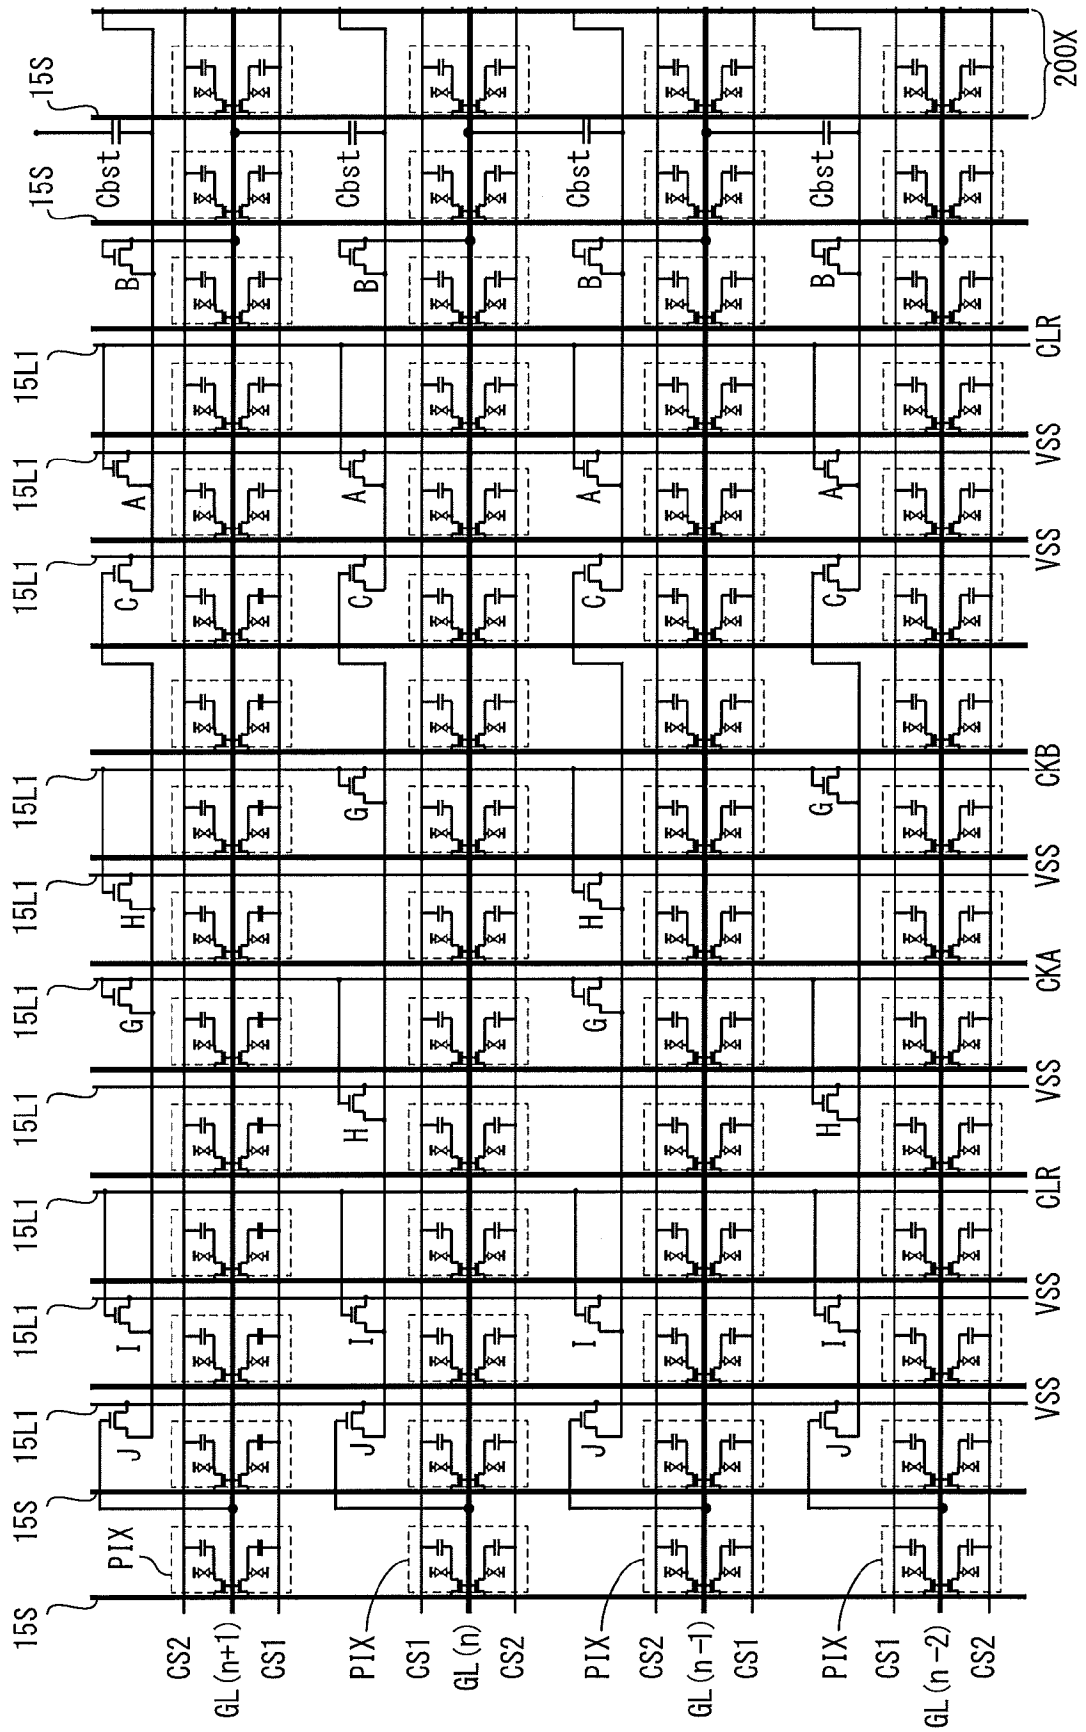 15S 15S 15L1 15L1 15L1 15L1 15L1 15L1 15L1 15L1 15L1 15L1 15S 15S
PIX J I G H C A B Cbst
CS2
GL(n+1)
CS1
PIX J I H G C A B Cbst
CS1
GL(n)
CS2
PIX J I G H C A B Cbst
CS2
GL(n-1)
CS1
PIX J I H G C A B Cbst
CS1
GL(n-2)
CS2
VSS VSS CLR VSS CKA VSS CKB VSS VSS CLR
200X